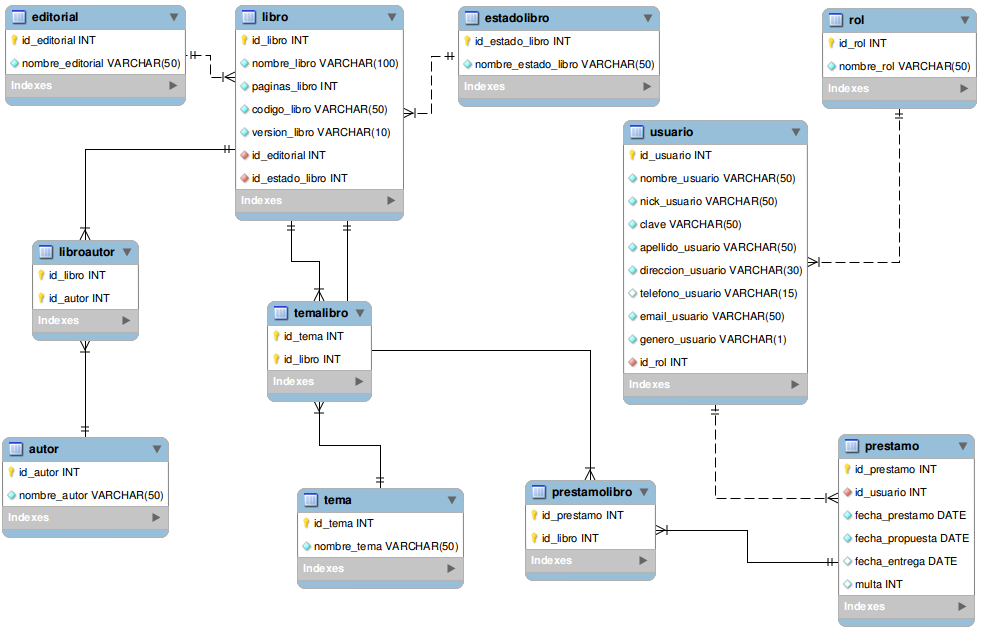 editorial
id_editorial INT
nombre_editorial VARCHAR(50)
Indexes
libro
id_libro INT
nombre_libro VARCHAR(100)
paginas_libro INT
codigo_libro VARCHAR(50)
version_libro VARCHAR(10)
id_editorial INT
id_estado_libro INT
Indexes
estadolibro
id_estado_libro INT
nombre_estado_libro VARCHAR(50)
Indexes
rol
id_rol INT
nombre_rol VARCHAR(50)
Indexes
usuario
id_usuario INT
nombre_usuario VARCHAR(50)
nick_usuario VARCHAR(50)
clave VARCHAR(50)
apellido_usuario VARCHAR(50)
direccion_usuario VARCHAR(30)
telefono_usuario VARCHAR(15)
email_usuario VARCHAR(50)
genero_usuario VARCHAR(1)
id_rol INT
Indexes
libroautor
id_libro INT
id_autor INT
Indexes
temalibro
id_tema INT
id_libro INT
Indexes
autor
id_autor INT
nombre_autor VARCHAR(50)
Indexes
tema
id_tema INT
nombre_tema VARCHAR(50)
Indexes
prestamolibro
id_prestamo INT
id_libro INT
Indexes
prestamo
id_prestamo INT
id_usuario INT
fecha_prestamo DATE
fecha_propuesta DATE
fecha_entrega DATE
multa INT
Indexes